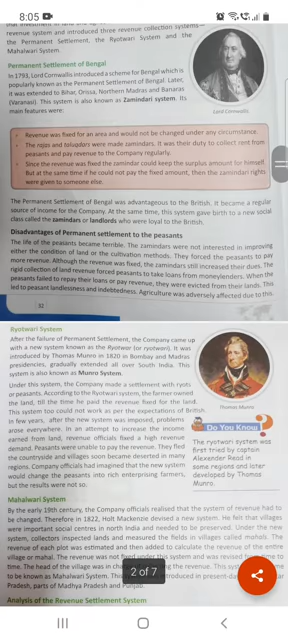 8:05
revenue system and introduced three revenue collection systems–
the Permanent Settlement, the Ryotwari System and the
Mahalwari System.
Permanent Settlement of Bengal
In 1793, Lord Cornwallis introduced a scheme for Bengal which is
popularly known as the Permanent Settlement of Bengal. Later,
it was extended to Bihar, Orissa, Northern Madras and Banaras
(Varanasi). This system is also known as Zamindari system. Its
main features were:
Lord Cornwallis
• Revenue was fixed for an area and would not be changed under any circumstance.
• The rajas and taluqdars were made zamindars. It was their duty to collect rent from
peasants and pay revenue to the Company regularly.
• Since the revenue was fixed the zamindar could keep the surplus amount for himself.
But at the same time if he could not pay the fixed amount, then the zamindari rights
were given to someone else.
The Permanent Settlement of Bengal was advantageous to the British. It became a regular
source of income for the Company. At the same time, this system gave birth to a new social
class called the zamindars or landlords who were loyal to the British.
Disadvantages of Permanent settlement to the peasants
The life of the peasants became terrible. The zamindars were not interested in improving
either the condition of land or the cultivation methods. They forced the peasants to pay
more revenue. Although the revenue was fixed, the zamindars still increased their dues. The
rigid collection of land revenue forced peasants to take loans from moneylenders. When the
peasants failed to repay their loans or pay revenue, they were evicted from their lands. This
led to peasant landlessness and indebtedness. Agriculture was adversely affected due to this.
32
Ryotwari System
After the failure of Permanent Settlement, the Company came up
with a new system known as the Ryotwar (or ryotwari). It was
introduced by Thomas Munro in 1820 in Bombay and Madras
presidencies, gradually extended all over South India. This
system is also known as Munro System.
Under this system, the Company made a settlement with ryots
or peasants. According to the Ryotwari system, the farmer owned
the land, till the time he paid the revenue fixed for the land.
This system too could not work as per the expectations of British.
In few years, after the new system was imposed, problems
arose everywhere. In an attempt to increase the income
earned from land, revenue officials fixed a high revenue
demand. Peasants were unable to pay the revenue. They fled
the countryside and villages soon became deserted in many
regions. Company officials had imagined that the new system
would change the peasants into rich enterprising farmers,
but the results were not so.
Thomas Munro
Do You Know
The ryotwari system was
first tried by captain
Alexander Read in
some regions and later
developed by Thomas
Munro.
Mahalwari System
By the early 19th century, the Company officials realised that the system of revenue had to
be changed. Therefore in 1822, Holt Mackenzie devised a new system. He felt that villages
were important social centres in north India and needed to be preserved. Under the new
system, collectors inspected lands and measured the fields in villages called mahals. The
revenue of each plot was estimated and then added to calculate the revenue of the entire
village or mahal. The revenue was not fixed under this system and was revised from time to
time. The head of the village was in char the revenue. This sys
to be known as Mahalwari System. This troduced in present-da
Pradesh, parts of Madhya Pradesh and Punjab.
2 of 7
Analysis of the Revenue Settlement System